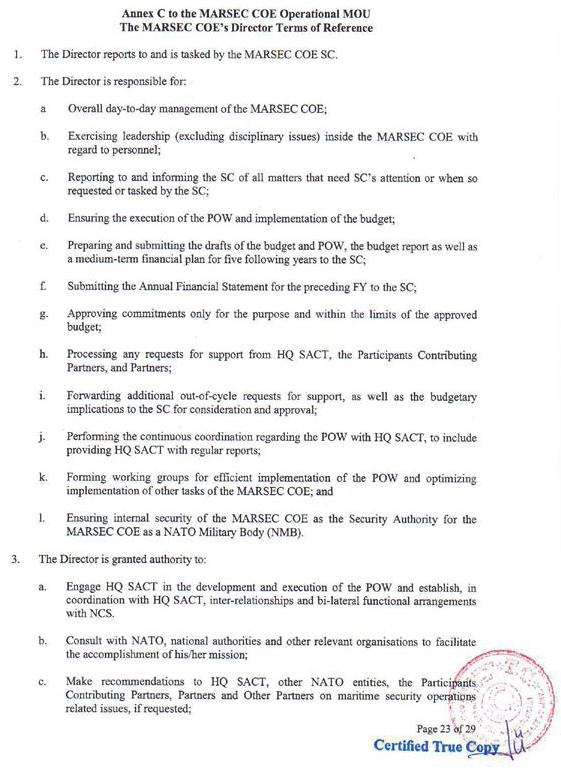 Annex C to the MARSEC COE Operational MOU
The MARSEC COE's Director Terms of Reference
1. The Director reports to and is tasked by the MARSEC COE SC.
2. The Director is responsible for:
a Overall day-to-day management of the MARSEC COE;
b. Exercising leadership (excluding disciplinary issues) inside the MARSEC COE with
regard to personnel;
c. Reporting to and informing the SC of all matters that need SC's attention or when so
requested or tasked by the SC;
d. Ensuring the execution of the POW and implementation of the budget;
e. Preparing and submitting the drafts of the budget and POW, the budget report as well as
a medium-term financial plan for five following years to the SC;
f. Submitting the Annual Financial Statement for the preceding FY to the SC;
g. Approving commitments only for the purpose and within the limits of the approved
budget;
h. Processing any requests for support from HQ SACT, the Participants Contributing
Partners, and Partners;
i. Forwarding additional out-of-cycle requests for support, as well as the budgetary
implications to the SC for consideration and approval;
j. Performing the continuous coordination regarding the POW with HQ SACT, to include
providing HQ SACT with regular reports;
k. Forming working groups for efficient implementation of the POW and optimizing
implementation of other tasks of the MARSEC COE; and
l. Ensuring internal security of the MARSEC COE as the Security Authority for the
MARSEC COE as a NATO Military Body (NMB).
3. The Director is granted authority to:
a. Engage HQ SACT in the development and execution of the POW and establish, in
coordination with HQ SACT, inter-relationships and bi-lateral functional arrangements
with NCS.
b. Consult with NATO, national authorities and other relevant organisations to facilitate
the accomplishment of his/her mission;
c. Make recommendations to HQ SACT, other NATO entities, the Participants
Contributing Partners, Partners and Other Partners on maritime security operations
related issues, if requested;
Page 23 of 29
Certified True Copy